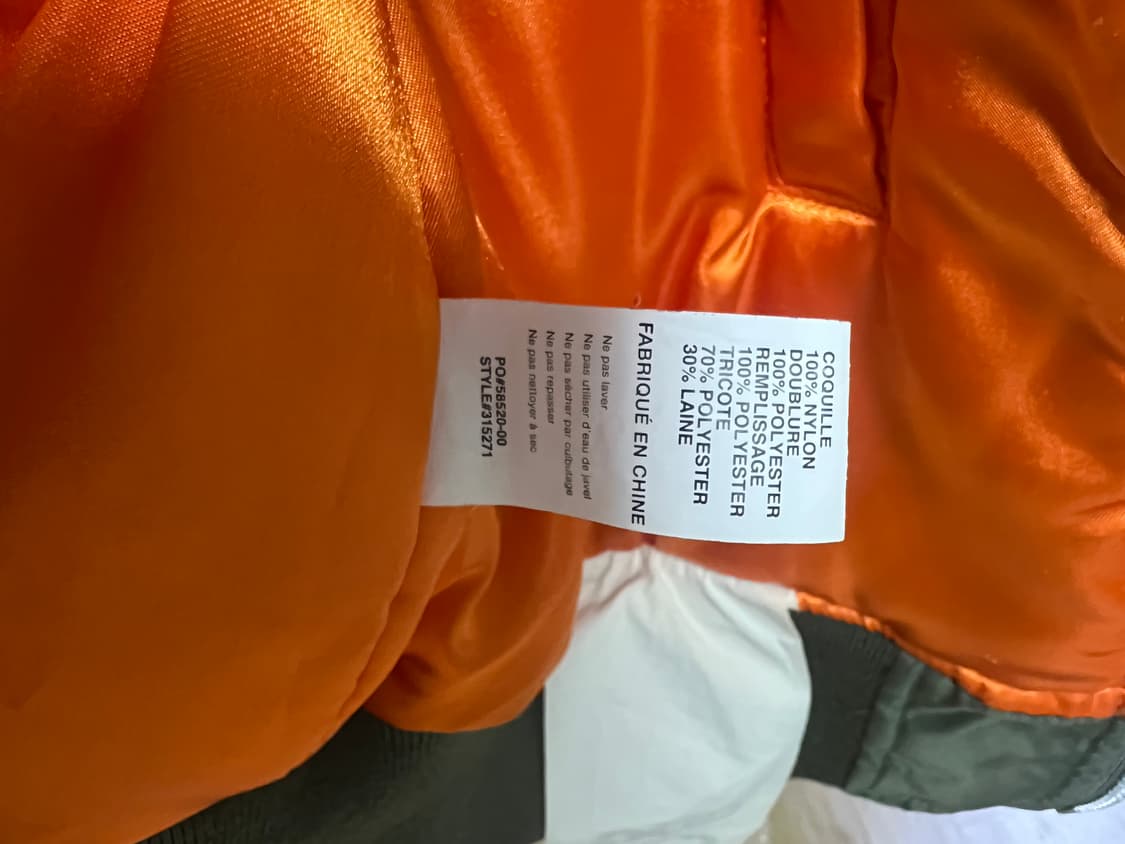 COQUILLE
100% NYLON
DOUBLURE
100% POLYESTER
REMPLISSAGE
100% POLYESTER
TRICOTE
70% POLYESTER
30% LAINE
FABRIQUÉ EN CHINE
Ne pas laver
Ne pas utiliser d'eau de javel
Ne pas sécher par culbutage
Ne pas repasser
Ne pas nettoyer à sec
PO#58520-00
STYLE#315271